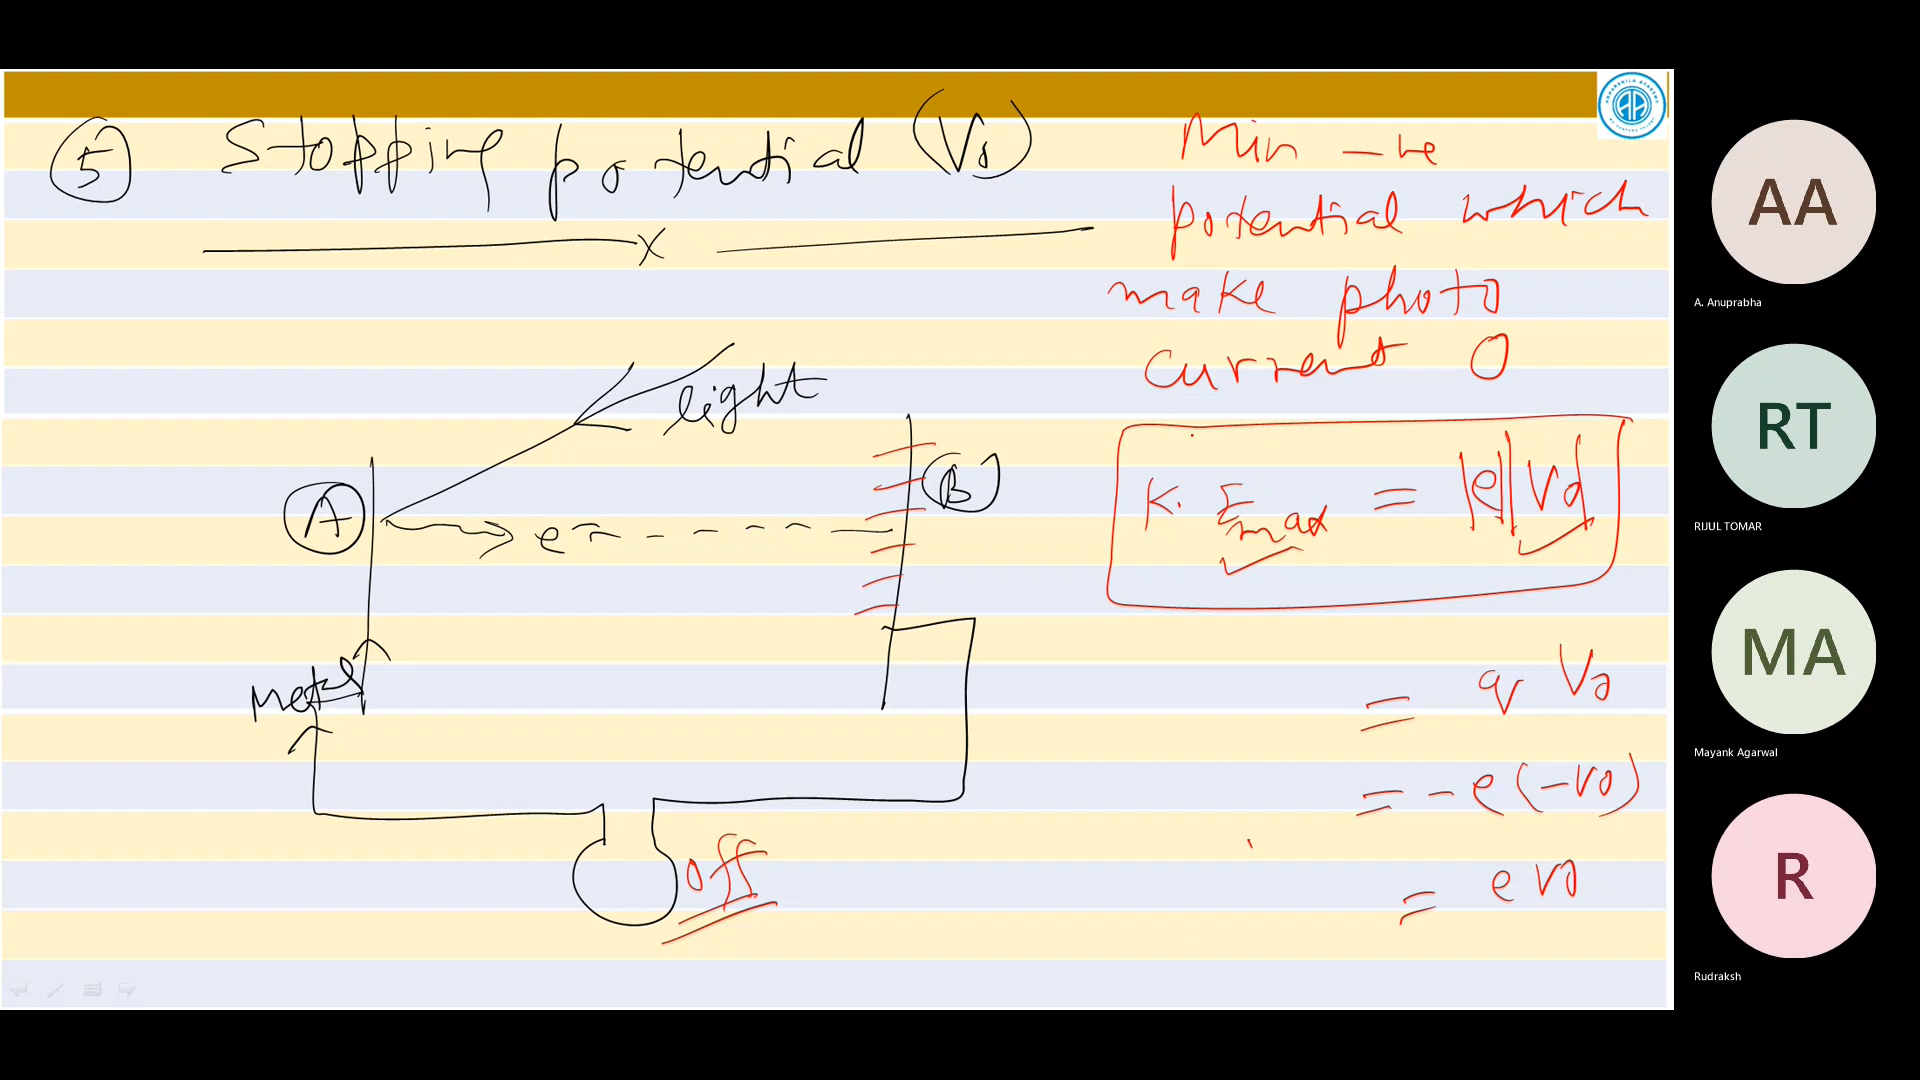 5 Stopping potential (V0)
x
Min -ve
potential which
make photo
current 0
light
A
B
e-
K. Emax = |e||V0|
Metal
= q V0
= - e(-V0)
= e V0
off
AA
A. Anuprabha
RT
RIJUL TOMAR
MA
Mayank Agarwal
R
Rudraksh